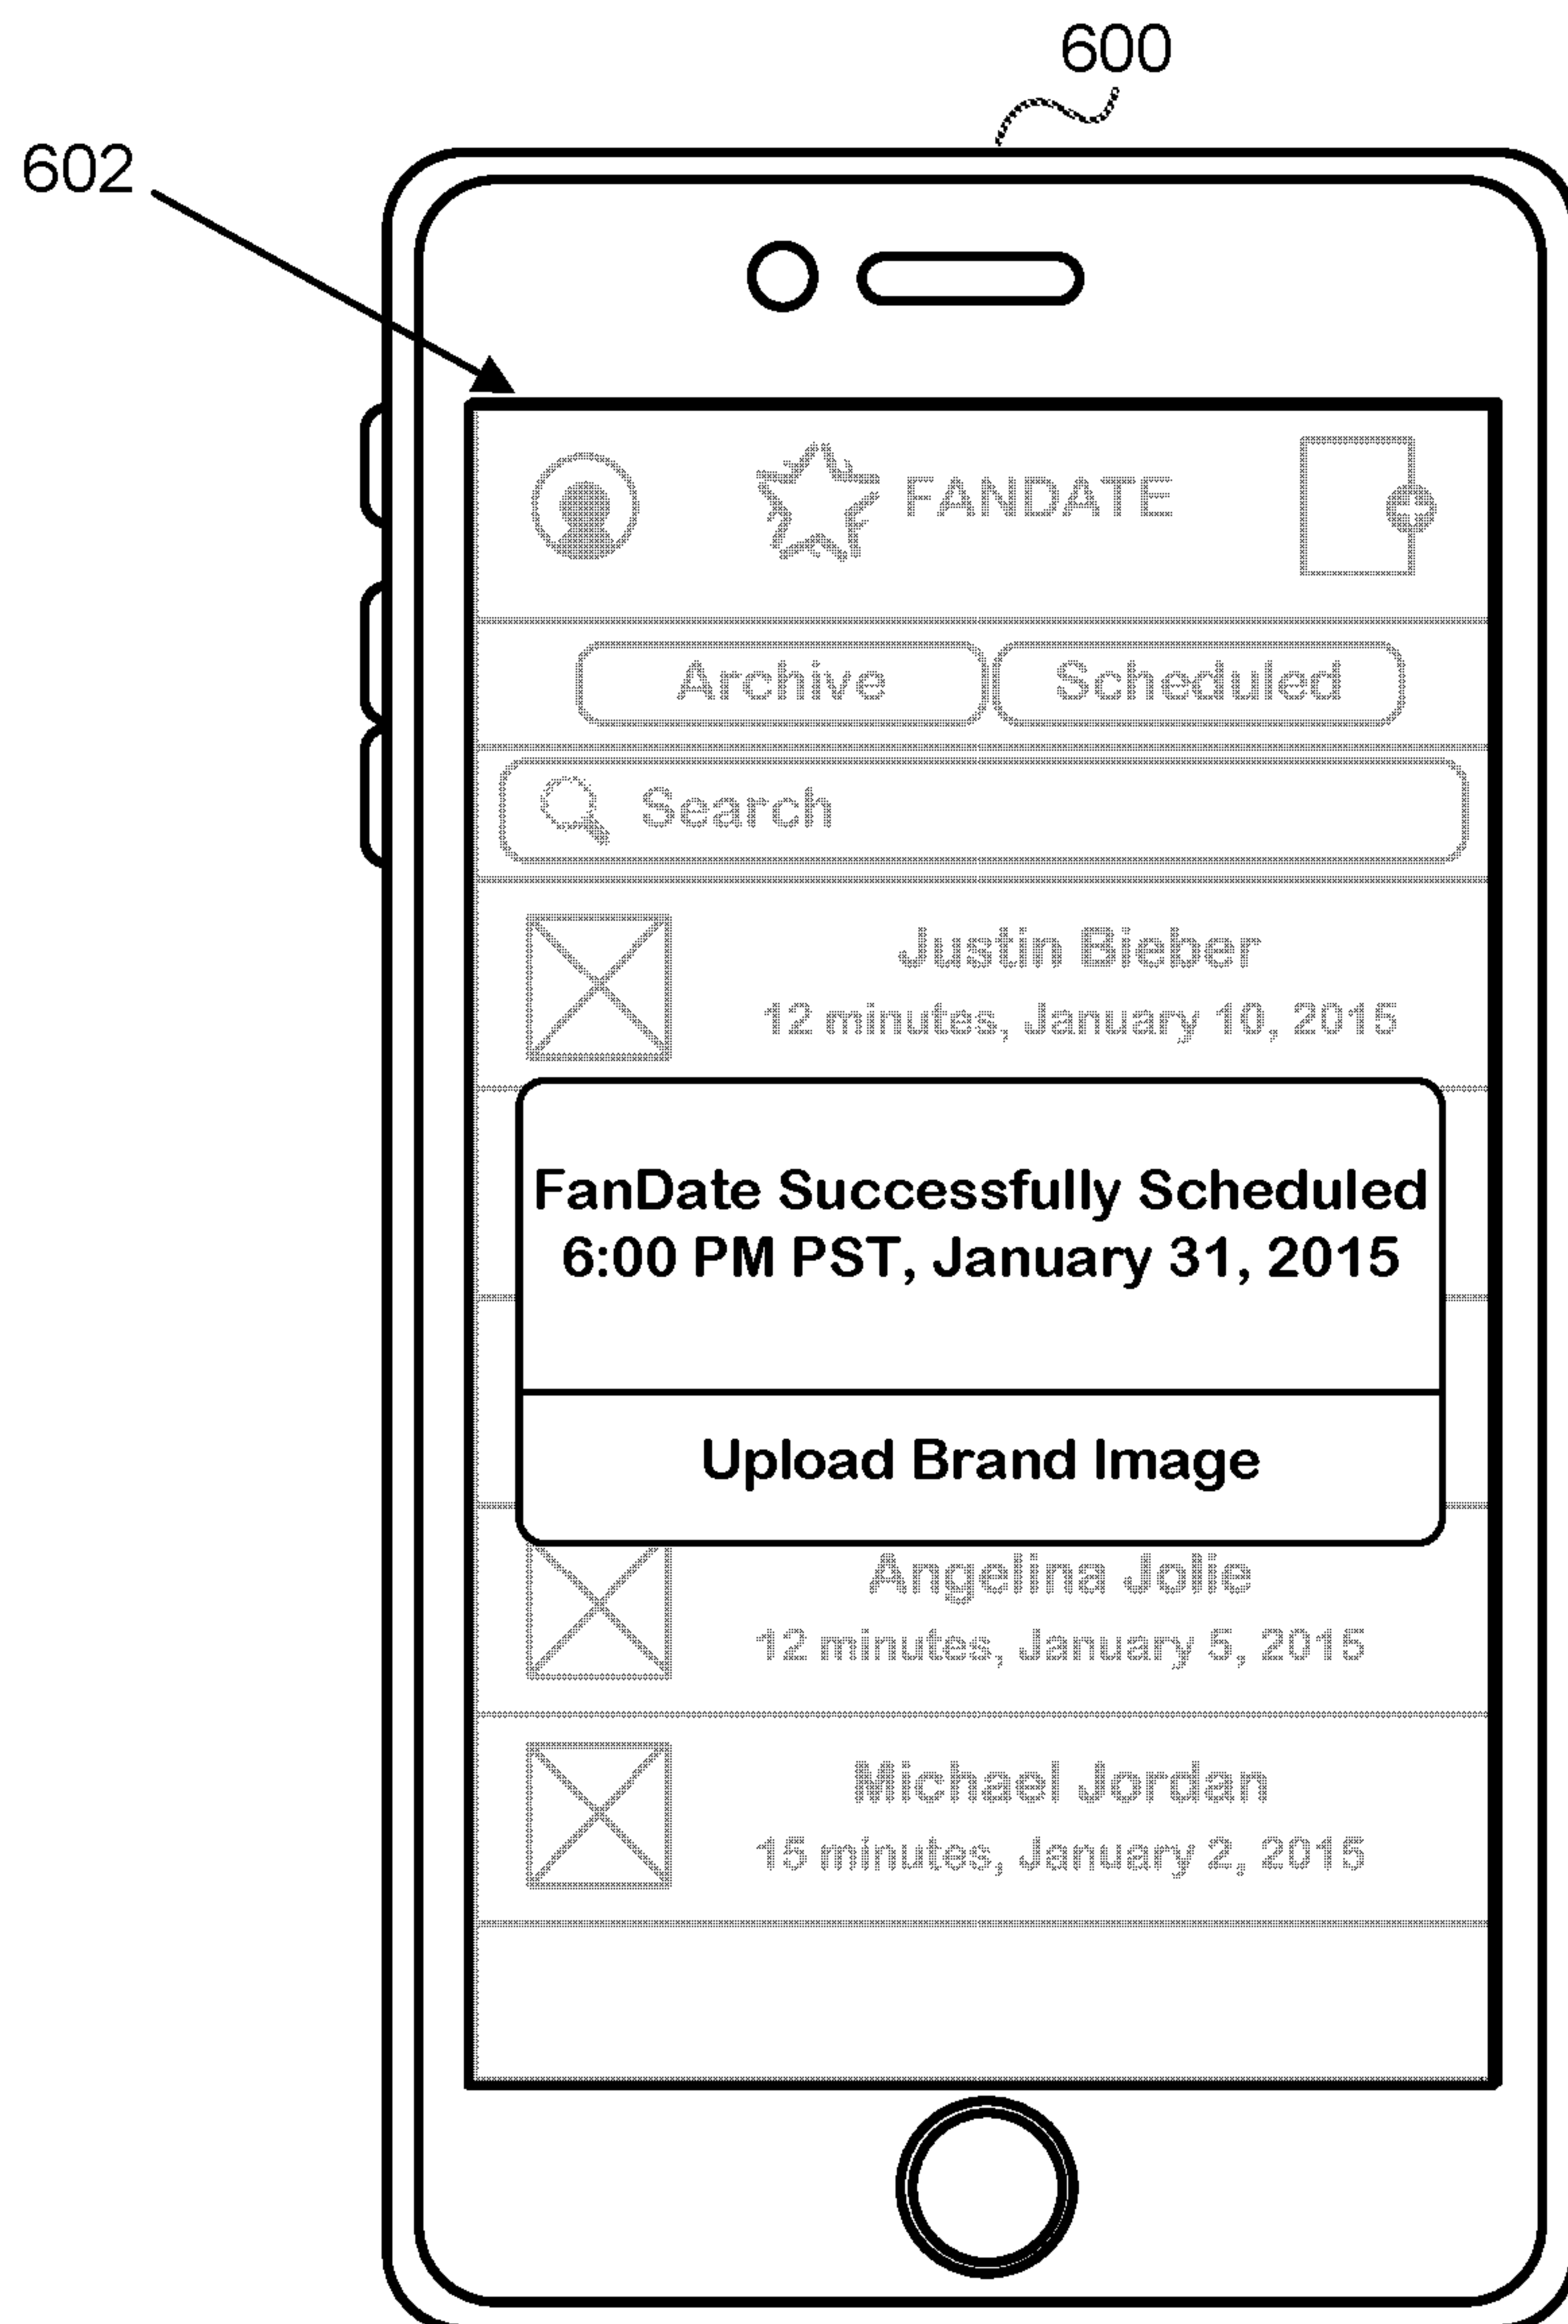 600
602
FANDATE
Archive Scheduled
Search
Justin Bieber
12 minutes, January 10, 2015
FanDate Successfully Scheduled
6:00 PM PST, January 31, 2015
Upload Brand Image
Angelina Jolie
12 minutes, January 5, 2015
Michael Jordan
15 minutes, January 2, 2015